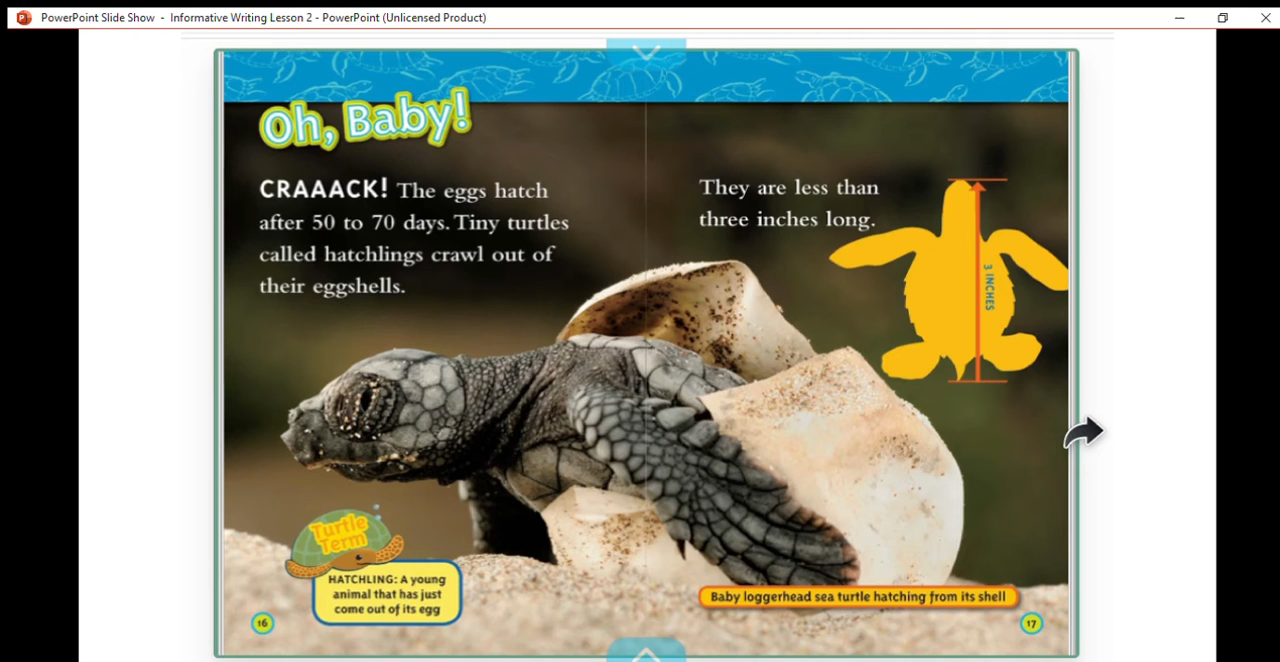 PowerPoint Slide Show - Informative Writing Lesson 2 - PowerPoint (Unlicensed Product)
Oh, Baby!
CRAAACK! The eggs hatch
after 50 to 70 days. Tiny turtles
called hatchlings crawl out of
their eggshells.
They are less than
three inches long.
3 INCHES
Turtle
Term
HATCHLING: A young
animal that has just
come out of its egg
Baby loggerhead sea turtle hatching from its shell
16
17